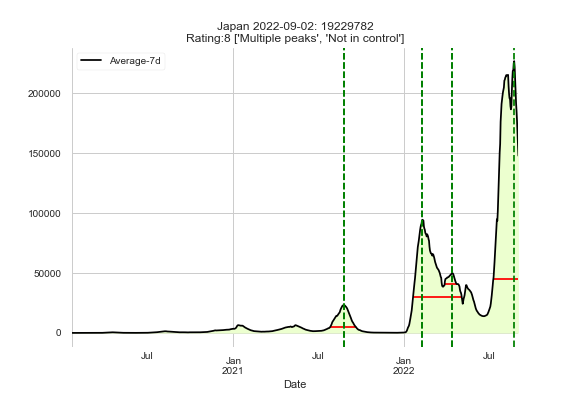 Japan 2022-09-02: 19229782
Rating:8 ['Multiple peaks', 'Not in control']
Average-7d
200000
150000
100000
50000
0
Jul
Jan
2021
Jul
Jan
2022
Jul
Date